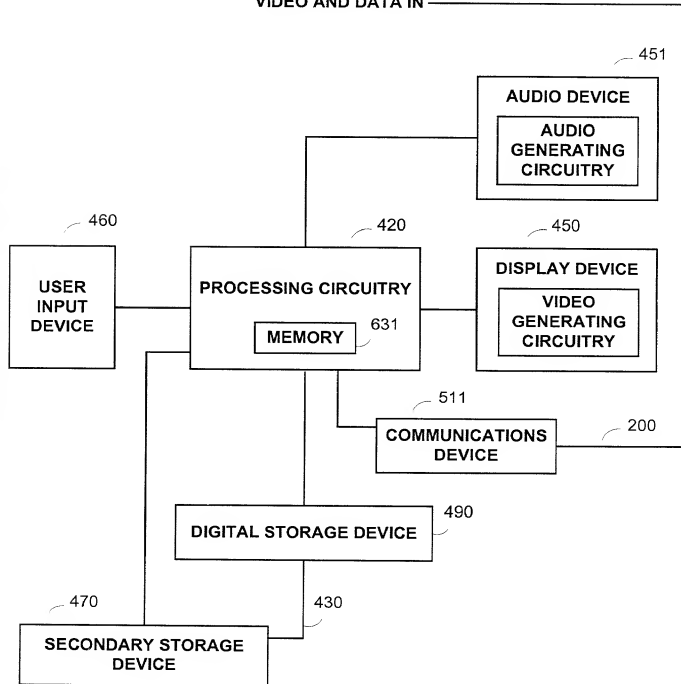 VIDEO AND DATA IN
451
AUDIO DEVICE
AUDIO
GENERATING
CIRCUITRY
460
420
450
USER
INPUT
DEVICE
PROCESSING CIRCUITRY
MEMORY
631
DISPLAY DEVICE
VIDEO
GENERATING
CIRCUITRY
511
COMMUNICATIONS
DEVICE
200
490
DIGITAL STORAGE DEVICE
470
430
SECONDARY STORAGE
DEVICE